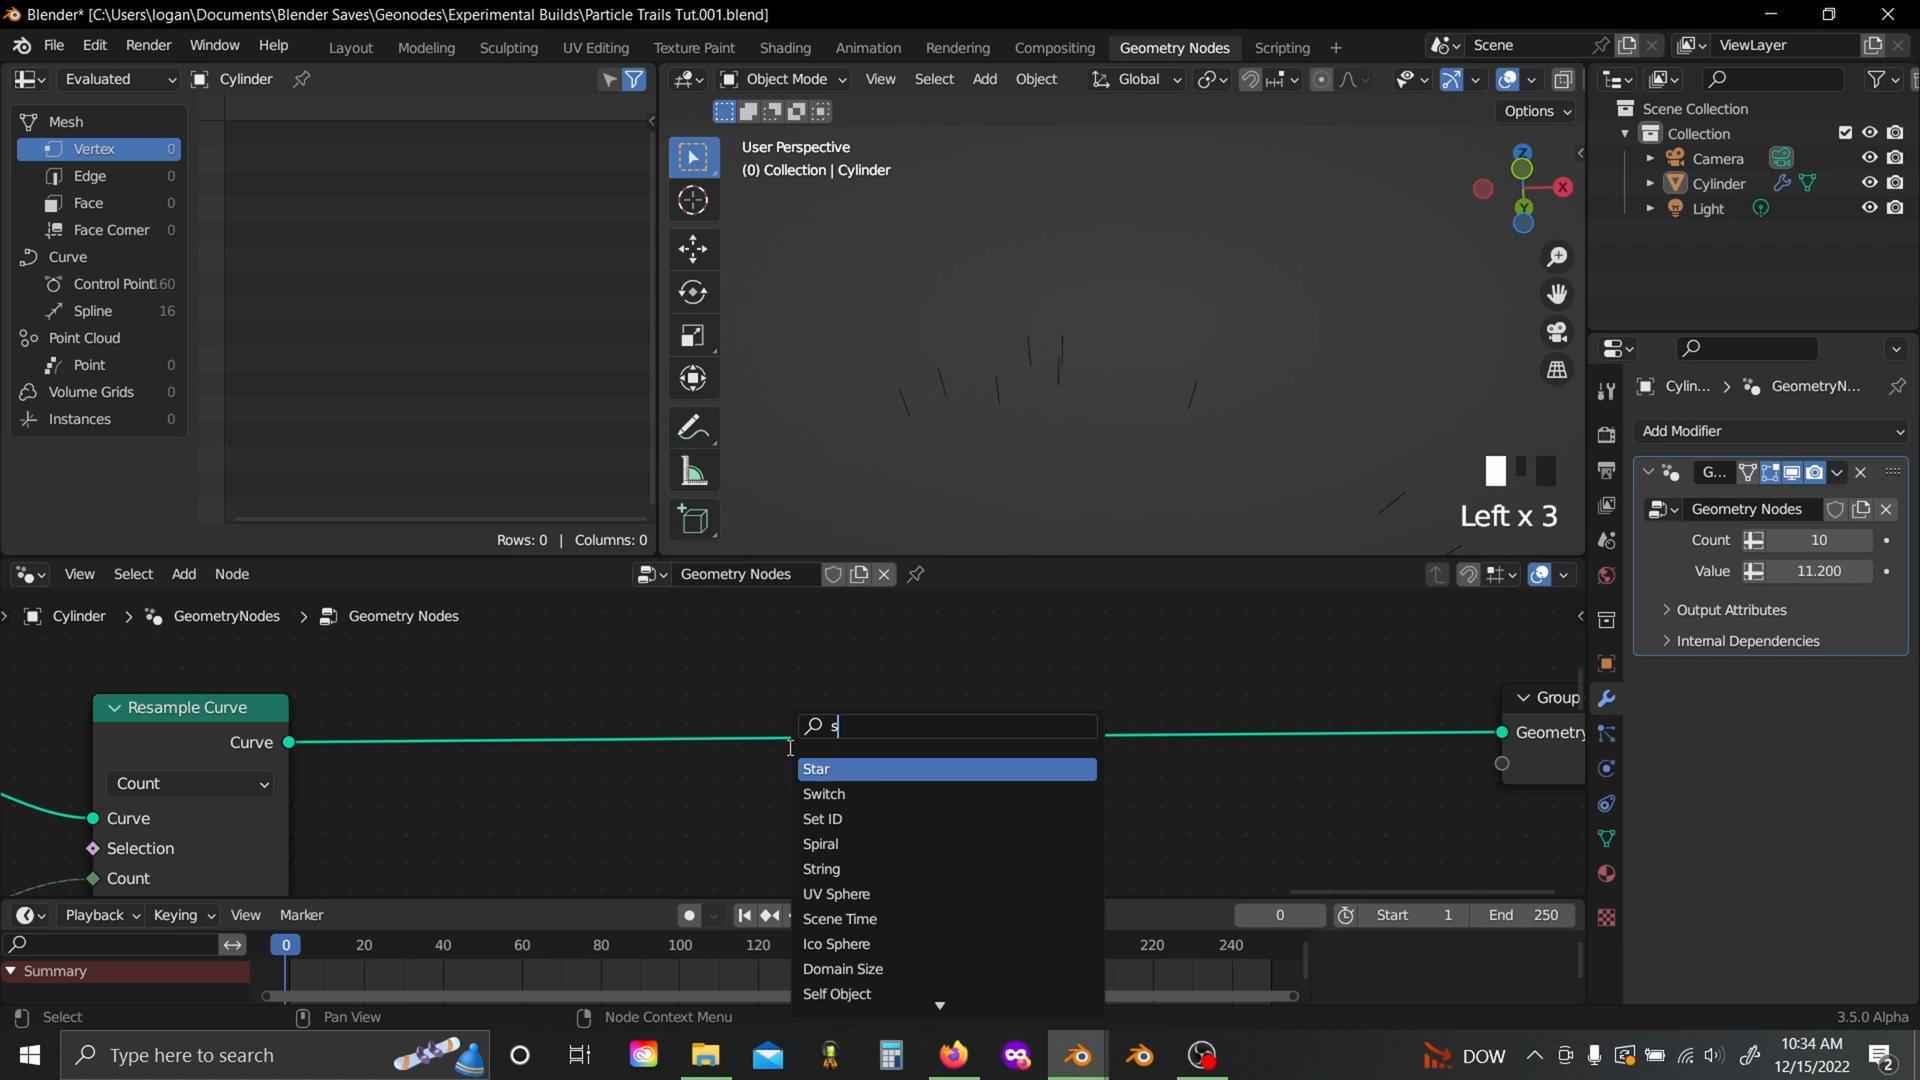 Blender* [C:\Users\logan\Documents\Blender Saves\Geonodes\Experimental Builds\Particle Trails Tut.001.blend]
File Edit Render Window Help Layout Modeling Sculpting UV Editing Texture Paint Shading Animation Rendering Compositing Geometry Nodes Scripting + Scene ViewLayer
Evaluated Cylinder
Object Mode View Select Add Object Global
Options
Mesh
Vertex 0
Edge 0
Face 0
Face Corner 0
Curve
Control Point 160
Spline 16
Point Cloud
Point 0
Volume Grids 0
Instances 0
Rows: 0 | Columns: 0
User Perspective
(0) Collection | Cylinder
Z
X
Y
Left x 3
Scene Collection
Collection
Camera
Cylinder
Light
Cylin... > GeometryN...
Add Modifier
G...
Geometry Nodes
Count 10
Value 11.200
Output Attributes
Internal Dependencies
View Select Add Node Geometry Nodes
Cylinder > GeometryNodes > Geometry Nodes
Resample Curve
Curve
Count
Curve
Selection
Count
s
Star
Switch
Set ID
Spiral
String
UV Sphere
Scene Time
Ico Sphere
Domain Size
Self Object
Group
Geometry
Playback Keying View Marker 0 Start 1 End 250
0 20 40 60 80 100 120 220 240
Summary
Select Pan View Node Context Menu 3.5.0 Alpha
Type here to search
DOW
10:34 AM
12/15/2022
2